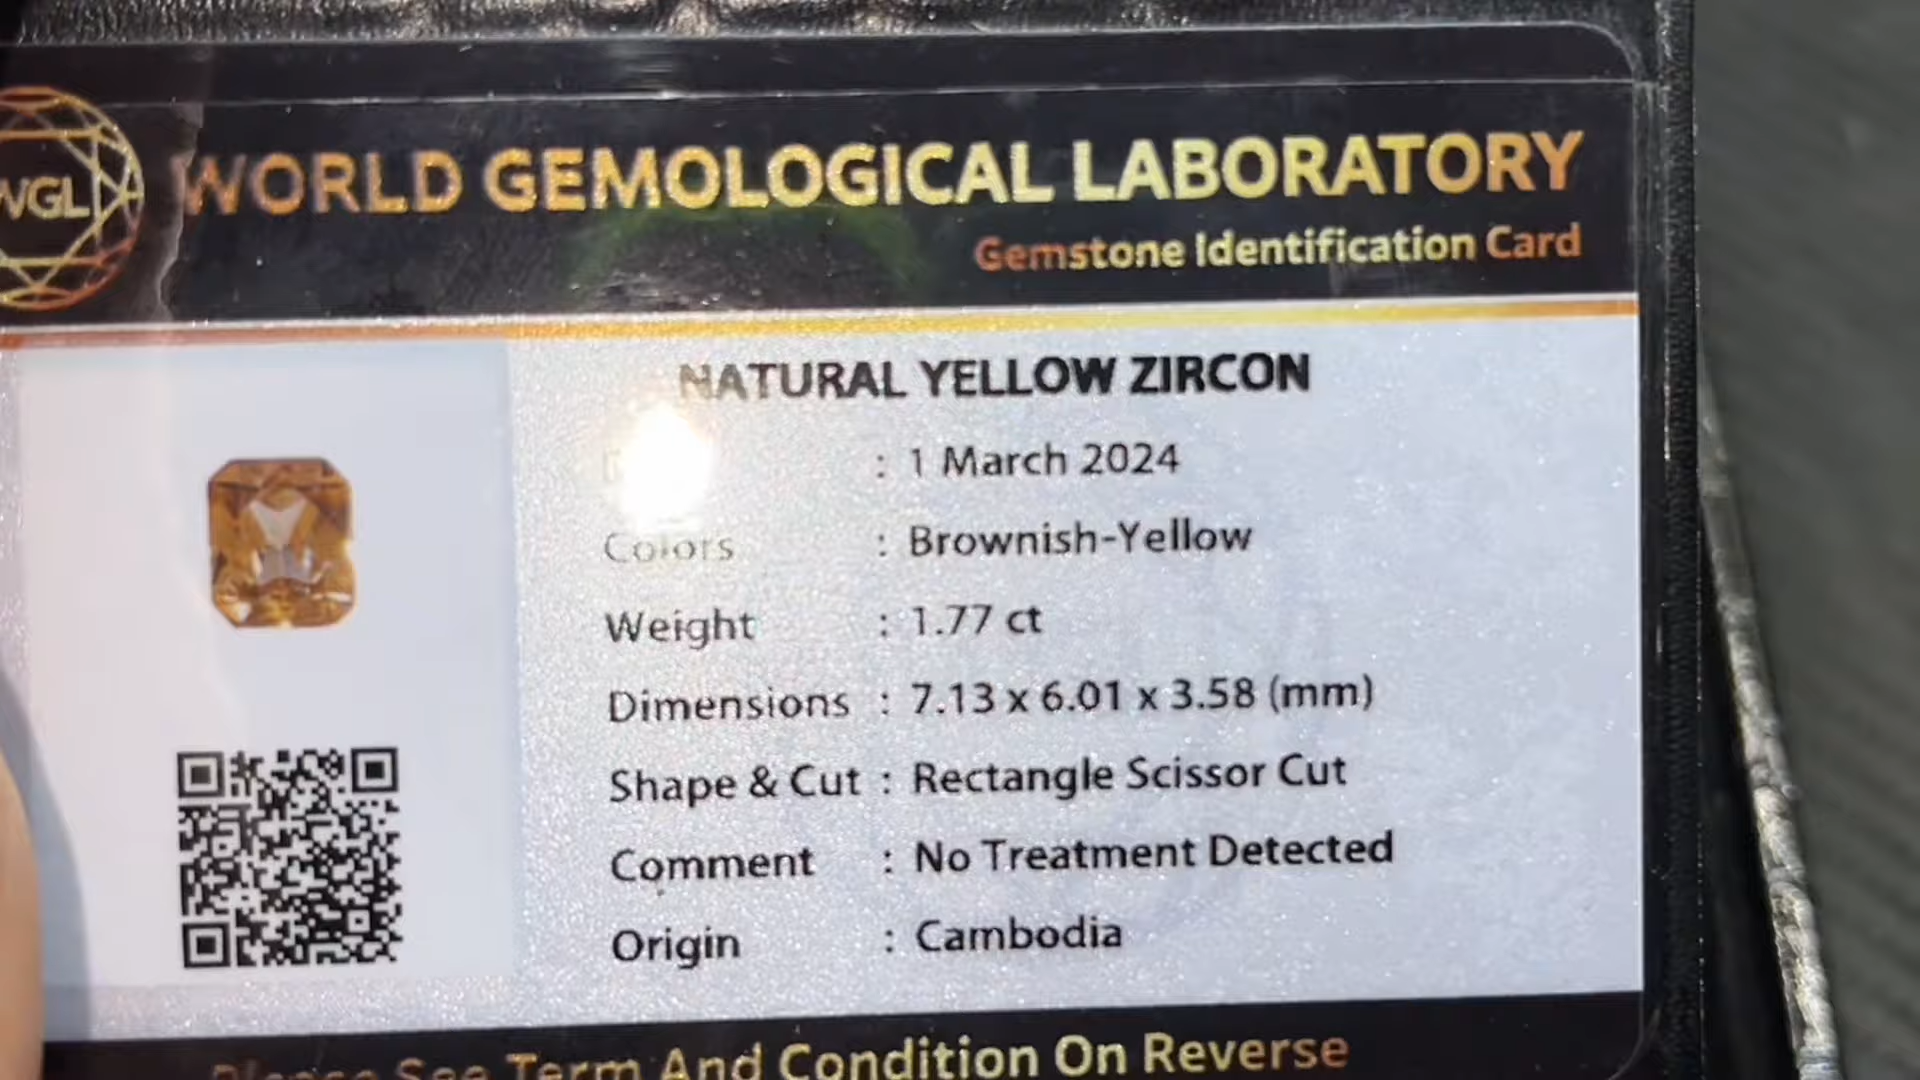 WGL
WORLD GEMOLOGICAL LABORATORY
Gemstone Identification Card
NATURAL YELLOW ZIRCON
: 1 March 2024
Colors : Brownish-Yellow
Weight : 1.77 ct
Dimensions : 7.13 x 6.01 x 3.58 (mm)
Shape & Cut : Rectangle Scissor Cut
Comment : No Treatment Detected
Origin : Cambodia
Please See Term And Condition On Reverse